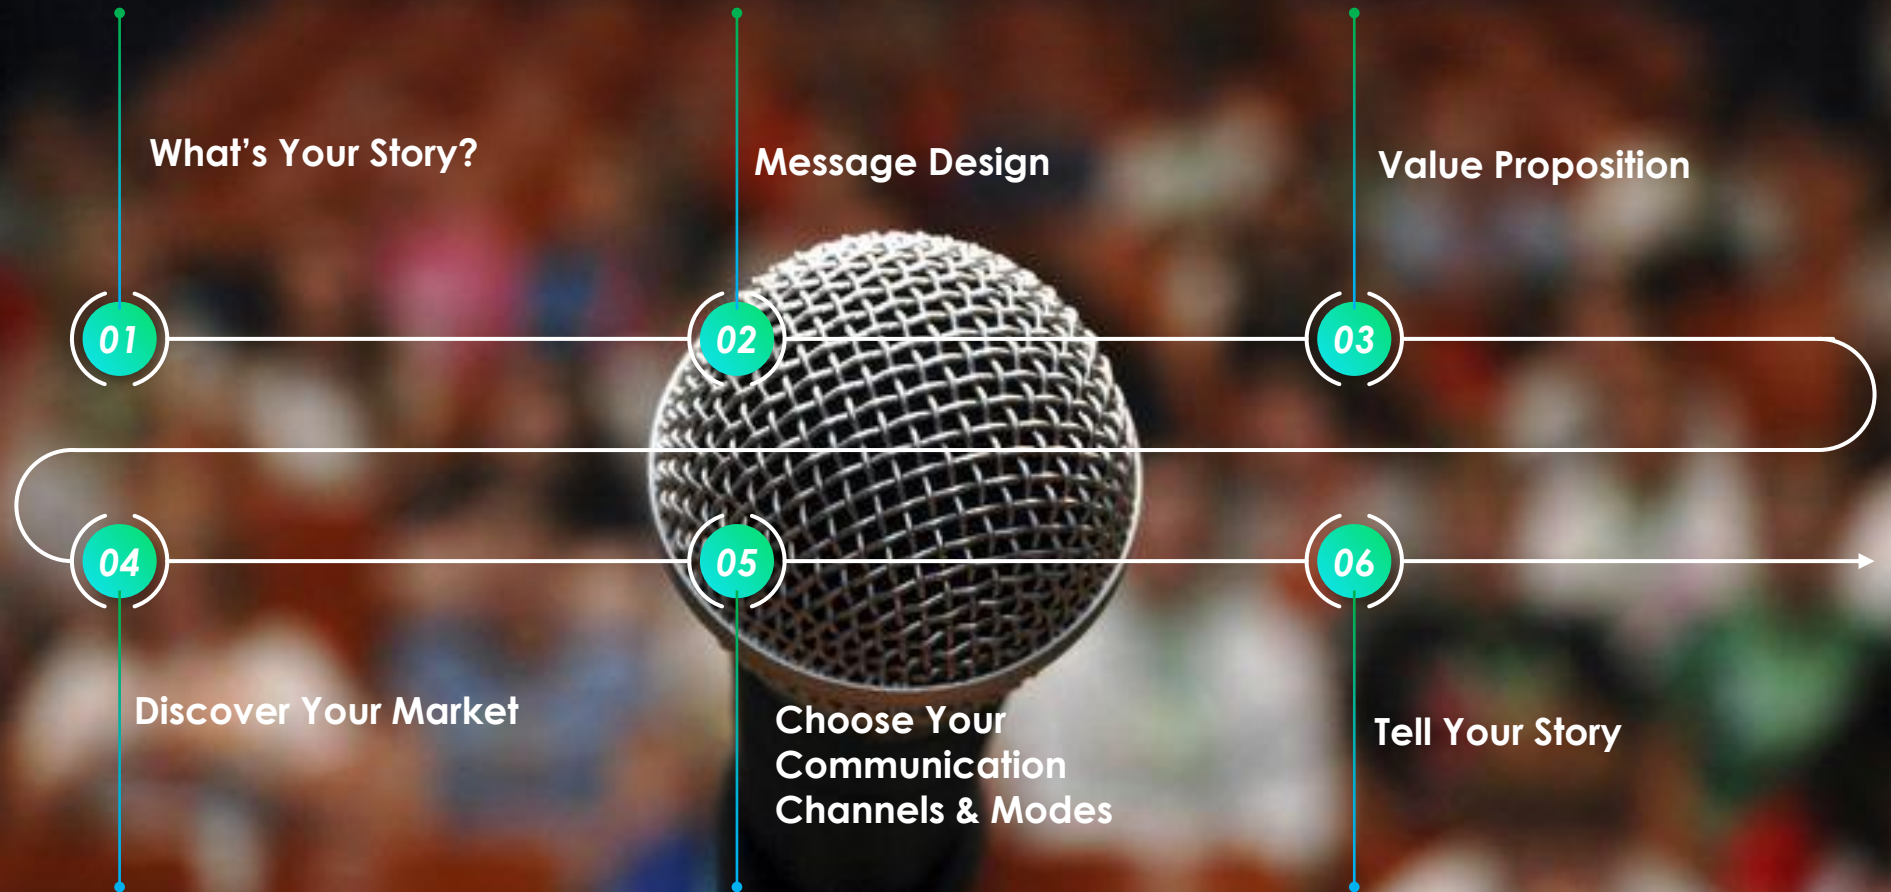 What's Your Story?
Message Design
Value Proposition
01
02
03
04
05
06
Discover Your Market
Choose Your
Communication
Channels & Modes
Tell Your Story